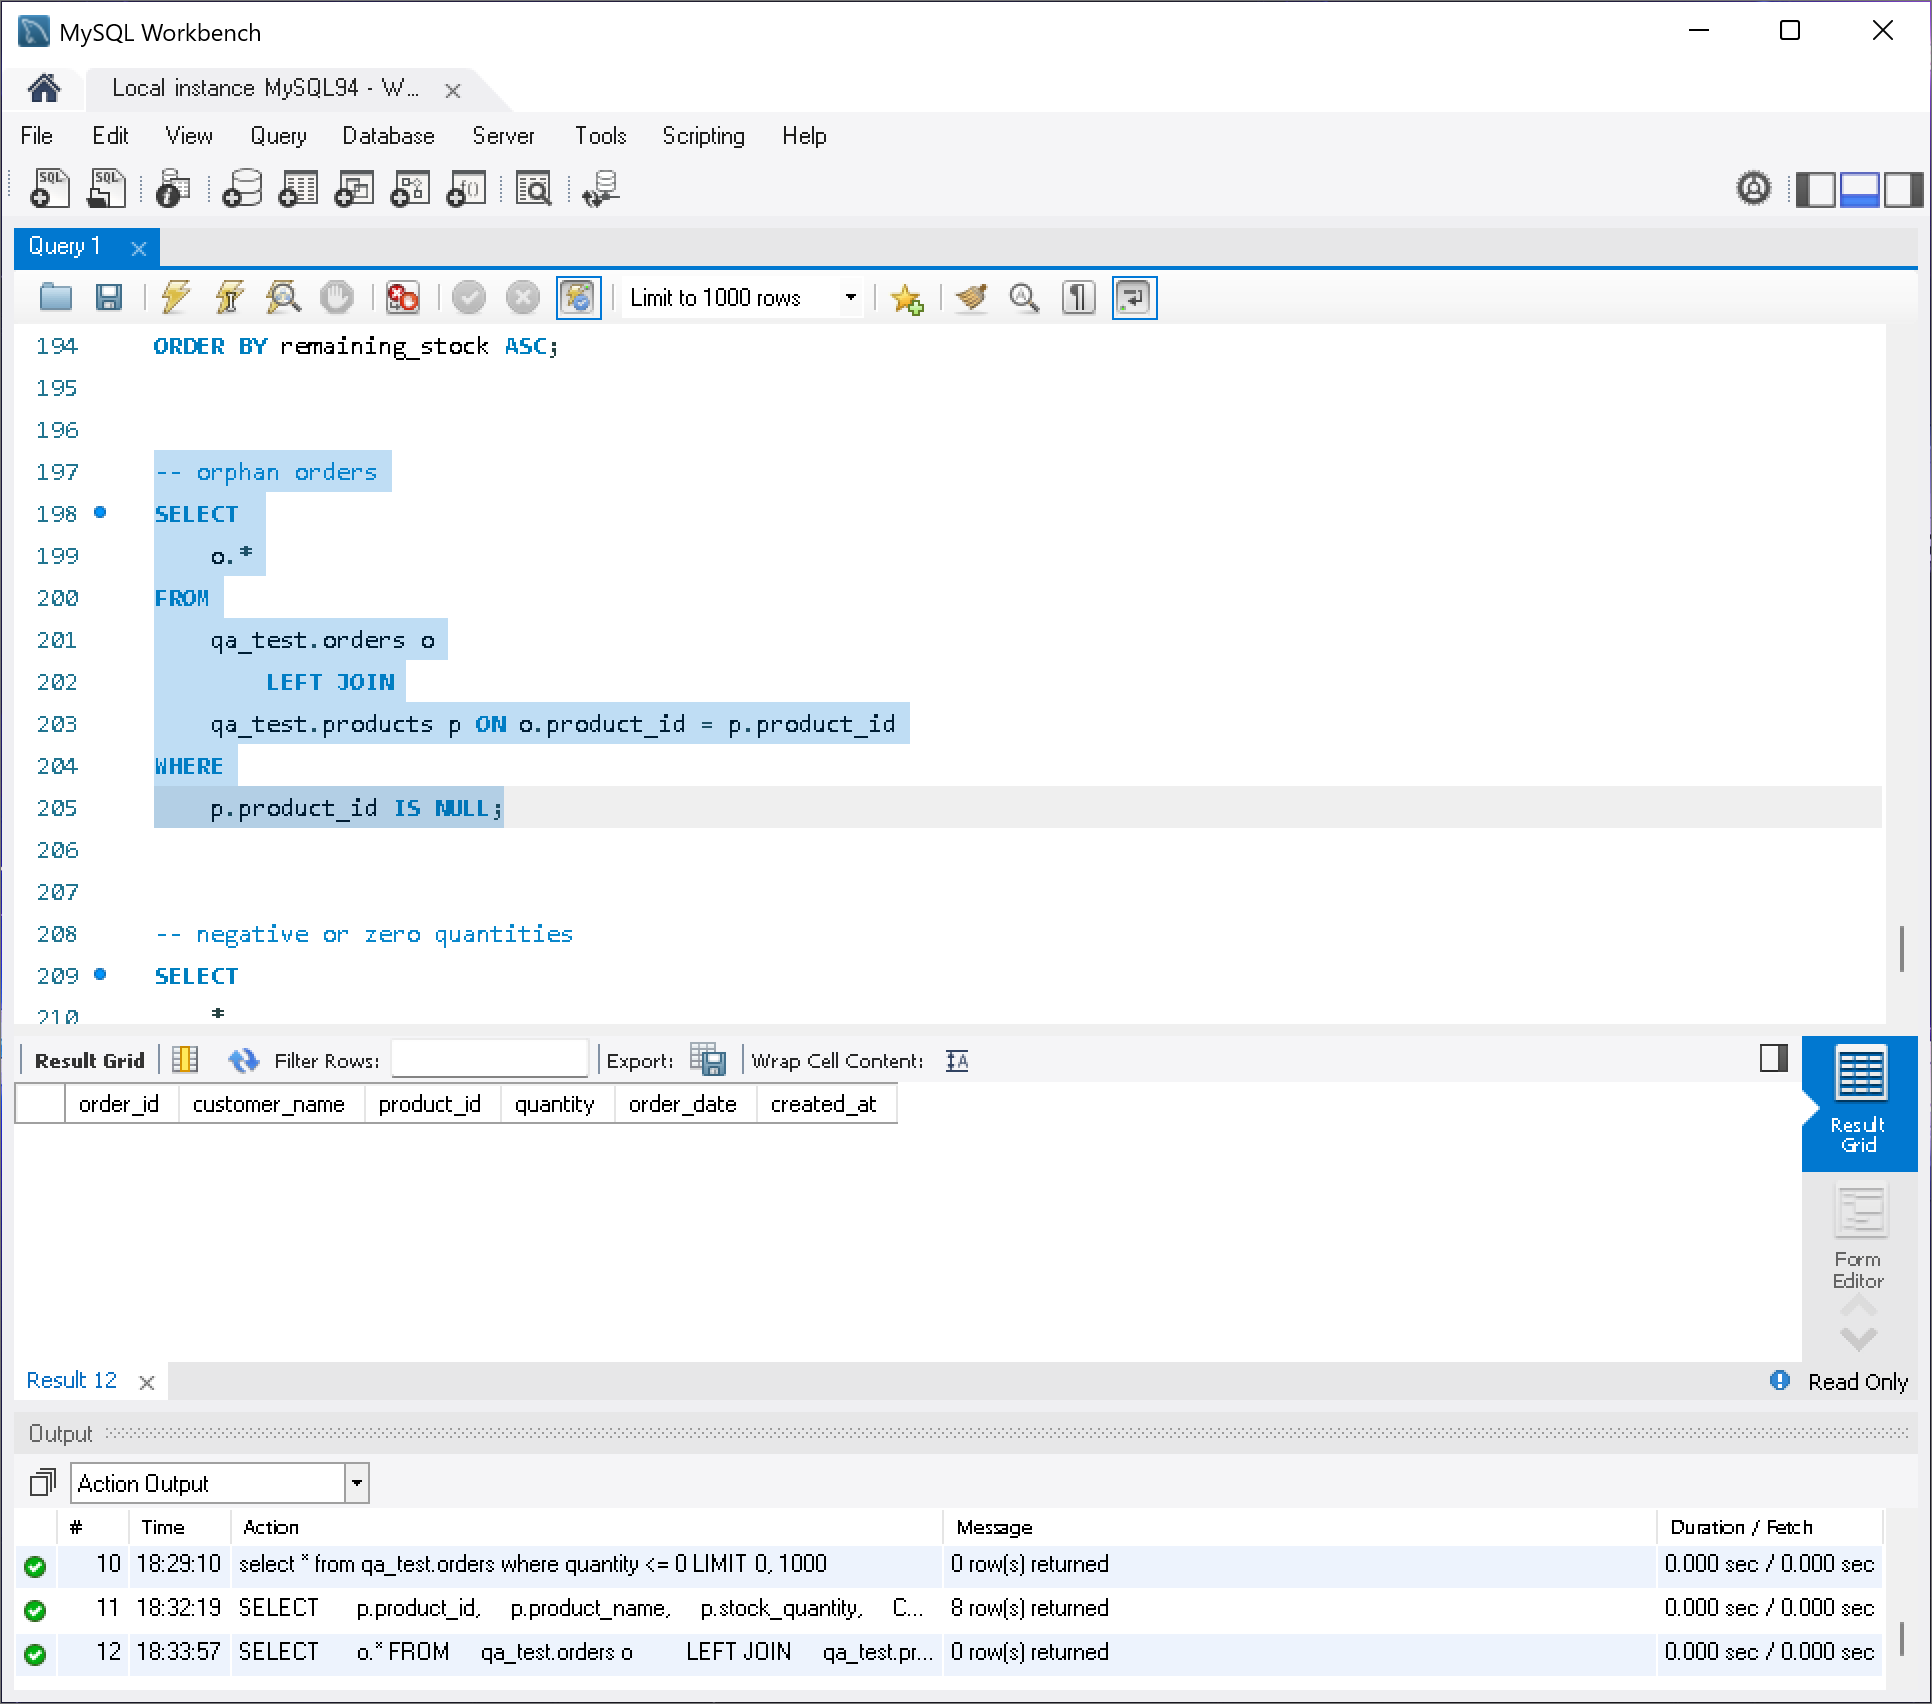 MySQL Workbench
Local instance MySQL94 - W...
File Edit View Query Database Server Tools Scripting Help
SQL SQL f()
Query 1
Limit to 1000 rows
194 ORDER BY remaining_stock ASC;
195
196
197 -- orphan orders
198 SELECT
199 o.*
200 FROM
201 qa_test.orders o
202 LEFT JOIN
203 qa_test.products p ON o.product_id = p.product_id
204 WHERE
205 p.product_id IS NULL;
206
207
208 -- negative or zero quantities
209 SELECT
210 *
Result Grid Filter Rows: Export: Wrap Cell Content: IA
order_id customer_name product_id quantity order_date created_at
Result
Grid
Form
Editor
Result 12 Read Only
Output
Action Output
# Time Action Message Duration / Fetch
10 18:29:10 select * from qa_test.orders where quantity <= 0 LIMIT 0, 1000 0 row(s) returned 0.000 sec / 0.000 sec
11 18:32:19 SELECT p.product_id, p.product_name, p.stock_quantity, C... 8 row(s) returned 0.000 sec / 0.000 sec
12 18:33:57 SELECT o.* FROM qa_test.orders o LEFT JOIN qa_test.pr... 0 row(s) returned 0.000 sec / 0.000 sec